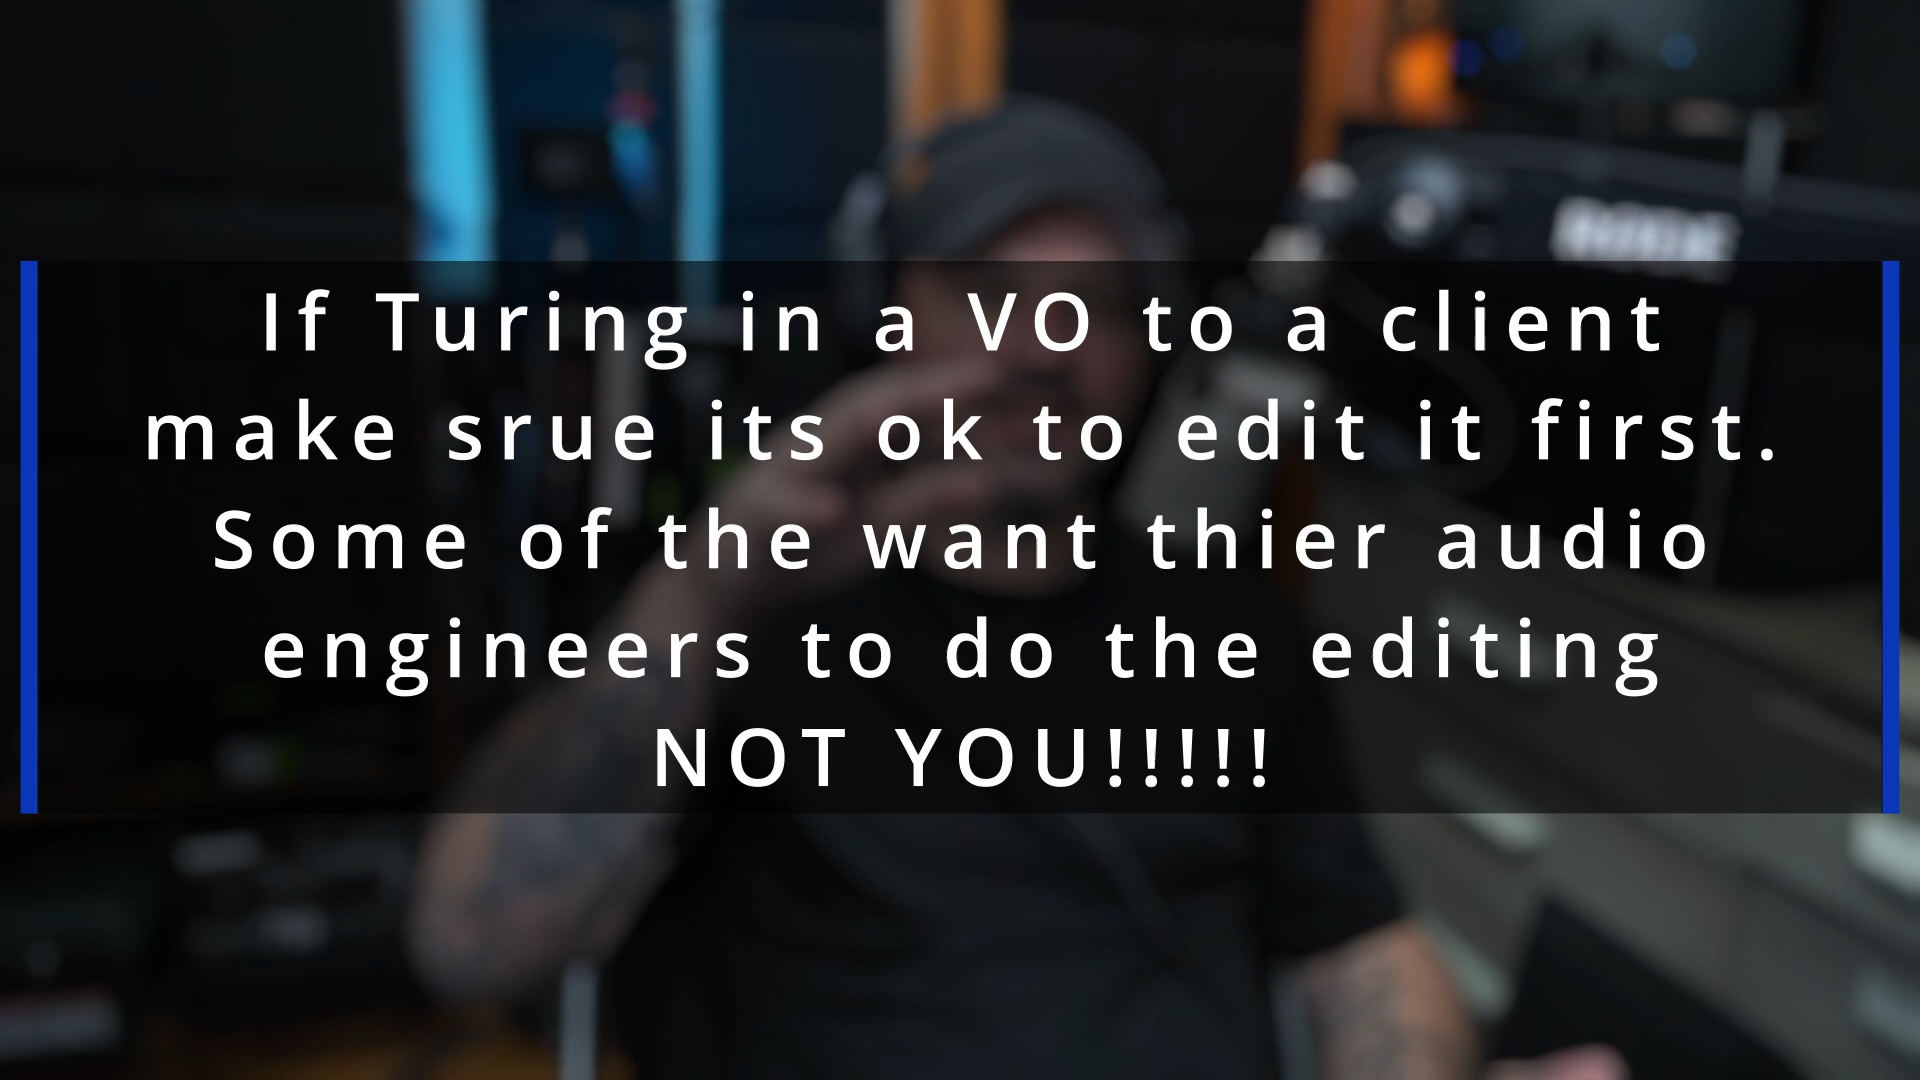 RODE
If Turing in a VO to a client
make srue its ok to edit it first.
Some of the want thier audio
engineers to do the editing
NOT YOU!!!!!